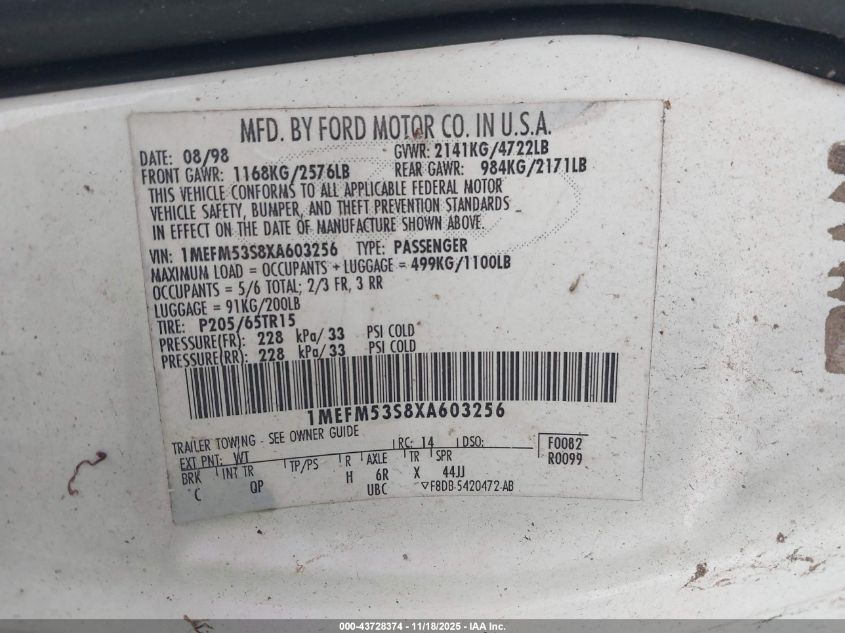 MFD. BY FORD MOTOR CO. IN U.S.A.
DATE: 08/98 GVWR: 2141KG/4722LB
FRONT GAWR: 1168KG/2576LB REAR GAWR: 984KG/2171LB
THIS VEHICLE CONFORMS TO ALL APPLICABLE FEDERAL MOTOR
VEHICLE SAFETY, BUMPER, AND THEFT PREVENTION STANDARDS
IN EFFECT ON THE DATE OF MANUFACTURE SHOWN ABOVE.
VIN: 1MEFM53S8XA603256 TYPE: PASSENGER
MAXIMUM LOAD = OCCUPANTS + LUGGAGE = 499KG/1100LB
OCCUPANTS = 5/6 TOTAL; 2/3 FR, 3 RR
LUGGAGE = 91KG/200LB
TIRE: P205/65TR15
PRESSURE(FR): 228 kPa/ 33 PSI COLD
PRESSURE(RR): 228 kPa/ 33 PSI COLD
1MEFM53S8XA603256
TRAILER TOWING - SEE OWNER GUIDE
EXT PNT: WT RC: 14 DSO: F0082
BRK INT TR TP/PS R AXLE TR SPR R0099
C QP H 6R X 44JJ
UBC F8DB-5420472-AB
000-43728374 - 11/18/2025 - IAA Inc.